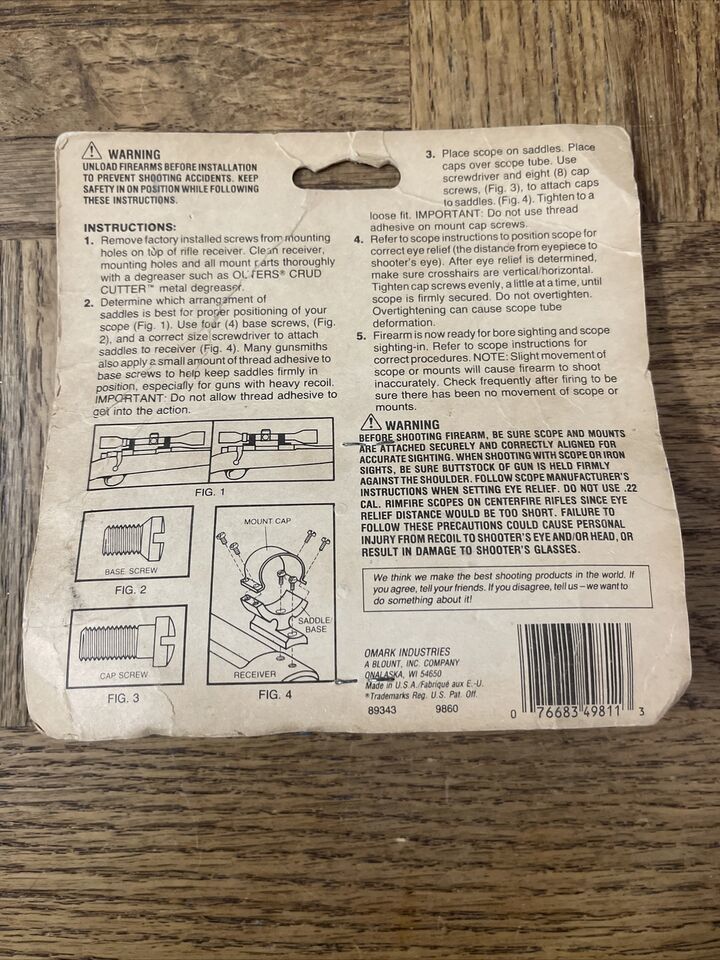 WARNING
UNLOAD FIREARMS BEFORE INSTALLATION
TO PREVENT SHOOTING ACCIDENTS. KEEP
SAFETY IN ON POSITION WHILE FOLLOWING
THESE INSTRUCTIONS.
INSTRUCTIONS:
1. Remove factory installed screws from mounting
holes on top of rifle receiver. Clean receiver,
mounting holes and all mount parts thoroughly
with a degreaser such as OUTERS® CRUD
CUTTER™ metal degreaser.
2. Determine which arrangement of
saddles is best for proper positioning of your
scope (Fig. 1). Use four (4) base screws, (Fig.
2), and a correct size screwdriver to attach
saddles to receiver (Fig. 4). Many gunsmiths
also apply a small amount of thread adhesive to
base screws to help keep saddles firmly in
position, especially for guns with heavy recoil.
IMPORTANT: Do not allow thread adhesive to
get into the action.
FIG. 1
BASE SCREW
FIG. 2
CAP SCREW
FIG. 3
MOUNT CAP
SADDLE/
BASE
RECEIVER
FIG. 4
3. Place scope on saddles. Place
caps over scope tube. Use
screwdriver and eight (8) cap
screws, (Fig. 3), to attach caps
to saddles. (Fig. 4). Tighten to a
loose fit. IMPORTANT: Do not use thread
adhesive on mount cap screws.
4. Refer to scope instructions to position scope for
correct eye relief (the distance from eyepiece to
shooter's eye). After eye relief is determined,
make sure crosshairs are vertical/horizontal.
Tighten cap screws evenly, a little at a time, until
scope is firmly secured. Do not overtighten.
Overtightening can cause scope tube
deformation.
5. Firearm is now ready for bore sighting and scope
sighting-in. Refer to scope instructions for
correct procedures. NOTE: Slight movement of
scope or mounts will cause firearm to shoot
inaccurately. Check frequently after firing to be
sure there has been no movement of scope or
mounts.
WARNING
BEFORE SHOOTING FIREARM, BE SURE SCOPE AND MOUNTS
ARE ATTACHED SECURELY AND CORRECTLY ALIGNED FOR
ACCURATE SIGHTING. WHEN SHOOTING WITH SCOPE OR IRON
SIGHTS, BE SURE BUTTSTOCK OF GUN IS HELD FIRMLY
AGAINST THE SHOULDER. FOLLOW SCOPE MANUFACTURER'S
INSTRUCTIONS WHEN SETTING EYE RELIEF. DO NOT USE .22
CAL. RIMFIRE SCOPES ON CENTERFIRE RIFLES SINCE EYE
RELIEF DISTANCE WOULD BE TOO SHORT. FAILURE TO
FOLLOW THESE PRECAUTIONS COULD CAUSE PERSONAL
INJURY FROM RECOIL TO SHOOTER'S EYE AND/OR HEAD, OR
RESULT IN DAMAGE TO SHOOTER'S GLASSES.
We think we make the best shooting products in the world. If
you agree, tell your friends. If you disagree, tell us – we want to
do something about it!
OMARK INDUSTRIES
A BLOUNT, INC. COMPANY
ONALASKA, WI 54650
Made in U.S.A./Fabriqué aux E.-U.
®Trademarks Reg. U.S. Pat. Off.
89343 9860
0 76683 49811 3